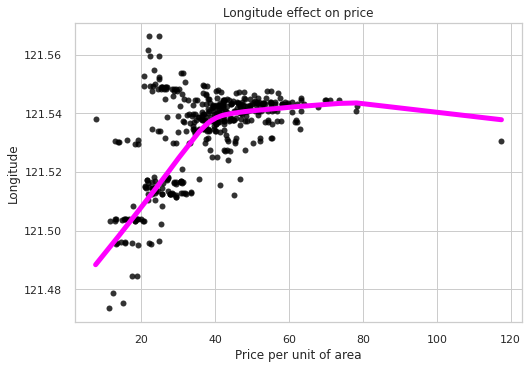 Longitude effect on price
121.56
121.54
121.52
121.50
121.48
Longitude
20 40 60 80 100 120
Price per unit of area